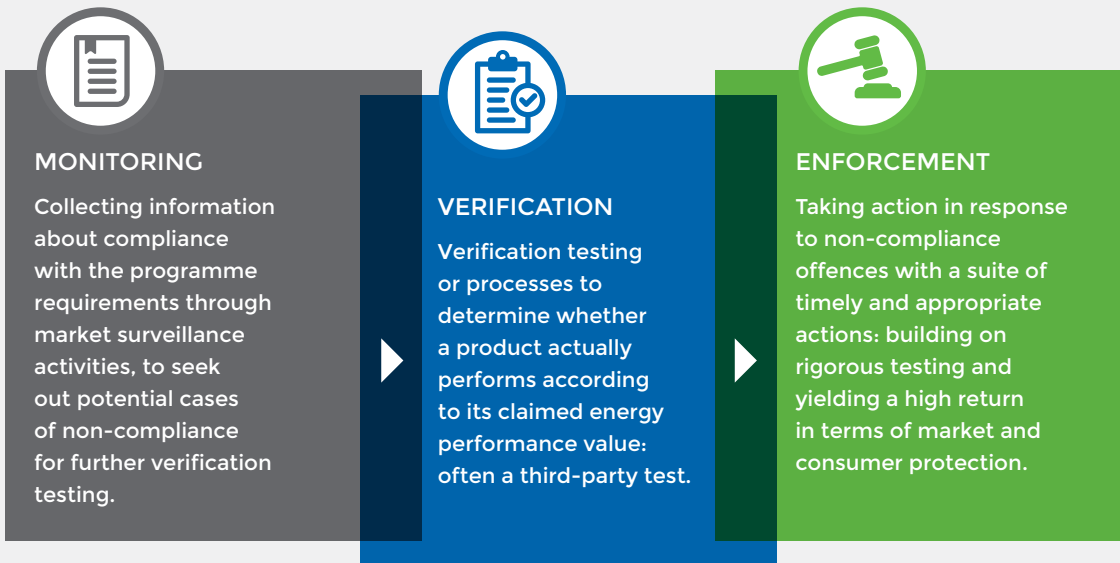 MONITORING
Collecting information
about compliance
with the programme
requirements through
market surveillance
activities, to seek
out potential cases
of non-compliance
for further verification
testing.
VERIFICATION
Verification testing
or processes to
determine whether
a product actually
performs according
to its claimed energy
performance value:
often a third-party test.
ENFORCEMENT
Taking action in response
to non-compliance
offences with a suite of
timely and appropriate
actions: building on
rigorous testing and
yielding a high return
in terms of market and
consumer protection.